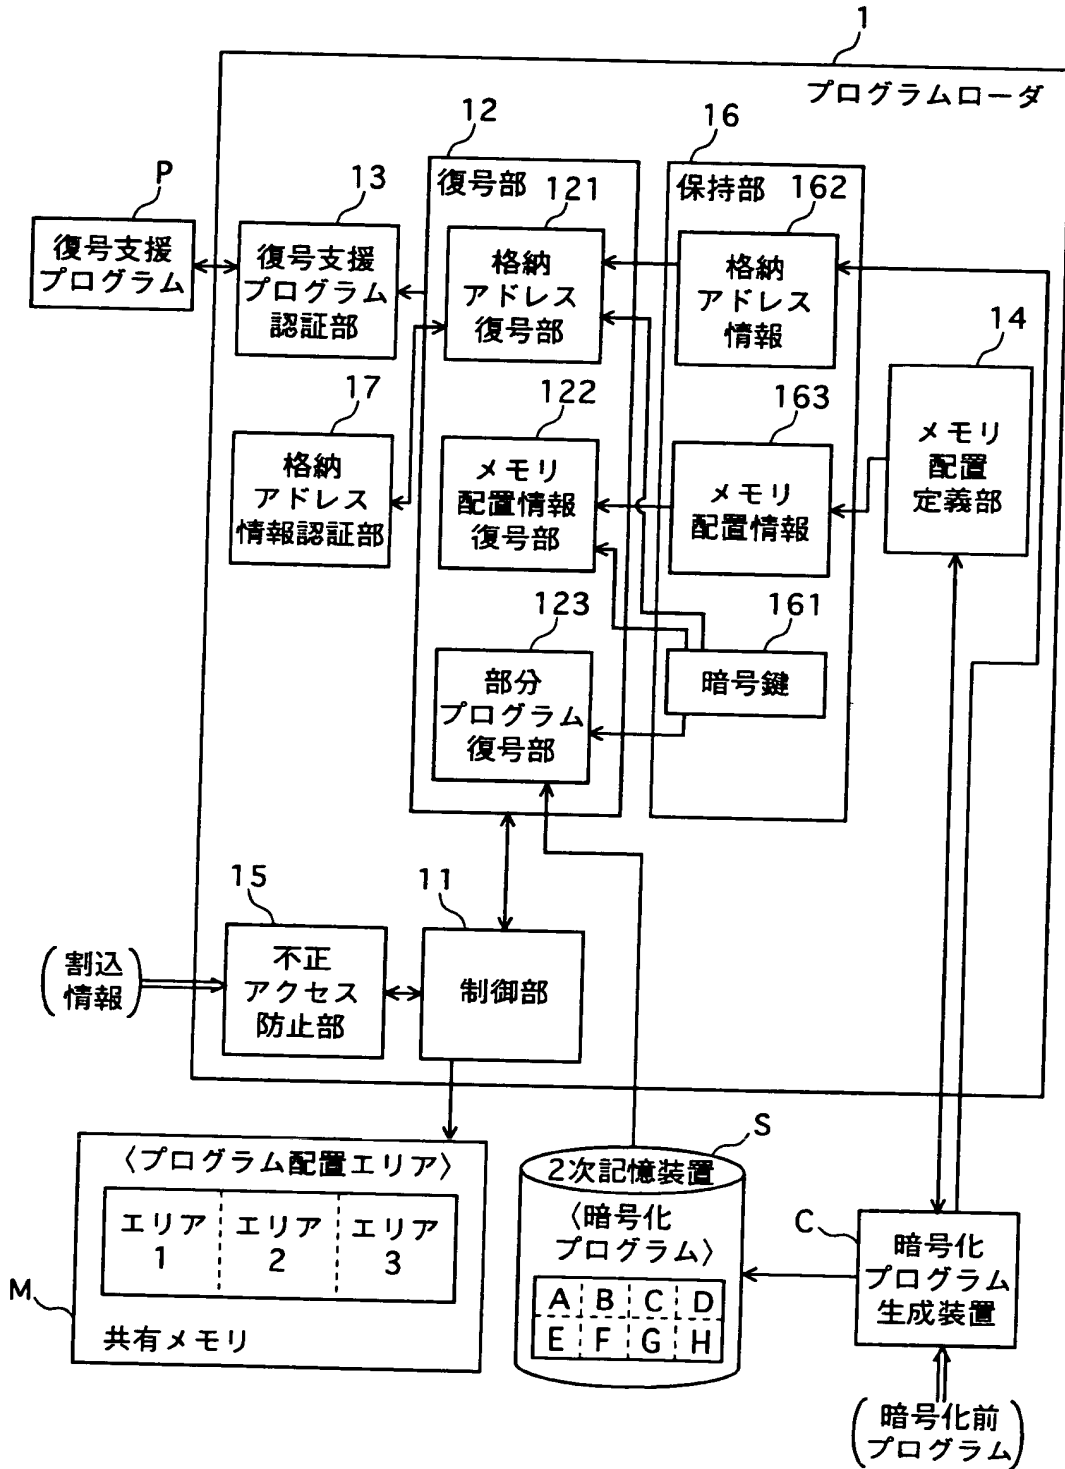 1
プログラムローダ
12
16
P
13
復号部
121
保持部
162
復号支援
プログラム
復号支援
プログラム
認証部
格納
アドレス
復号部
格納
アドレス
情報
14
17
122
163
メモリ
配置
定義部
格納
アドレス
情報認証部
メモリ
配置情報
復号部
メモリ
配置情報
123
161
部分
プログラム
復号部
暗号鍵
15
11
割込
情報
不正
アクセス
防止部
制御部
S
〈プログラム配置エリア〉
エリア
1
エリア
2
エリア
3
M
共有メモリ
2次記憶装置
〈暗号化
プログラム〉
A B C D
E F G H
C
暗号化
プログラム
生成装置
暗号化前
プログラム